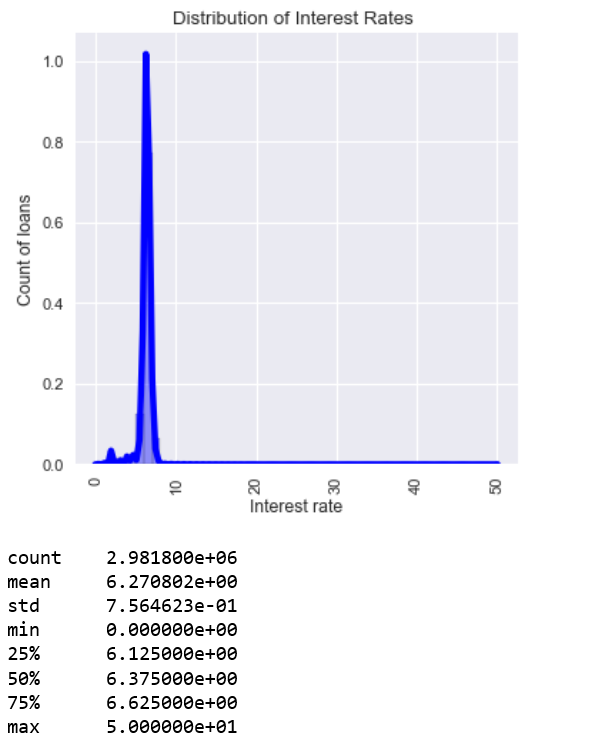 Distribution of Interest Rates
1.0
0.8
0.6
0.4
0.2
0.0
Count of loans
0 10 20 30 40 50
Interest rate
count 2.981800e+06
mean 6.270802e+00
std 7.564623e-01
min 0.000000e+00
25% 6.125000e+00
50% 6.375000e+00
75% 6.625000e+00
max 5.000000e+01